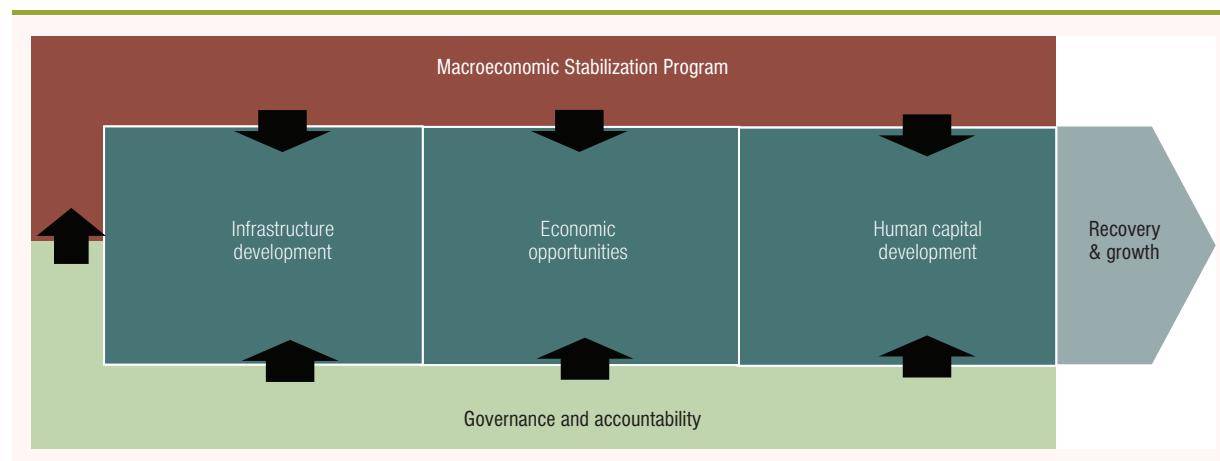 Macroeconomic Stabilization Program
Infrastructure
development
Economic
opportunities
Human capital
development
Recovery
& growth
Governance and accountability